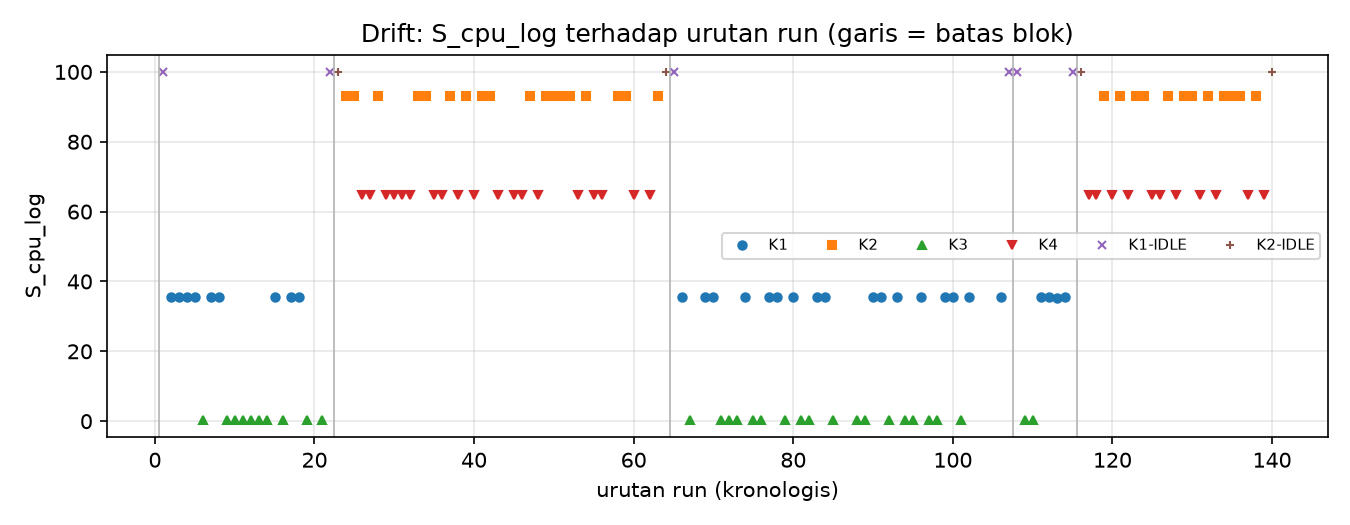 Drift: S_cpu_log terhadap urutan run (garis = batas blok)
S_cpu_log
100
80
60
40
20
0
K1 K2 K3 K4 K1-IDLE K2-IDLE
0 20 40 60 80 100 120 140
urutan run (kronologis)